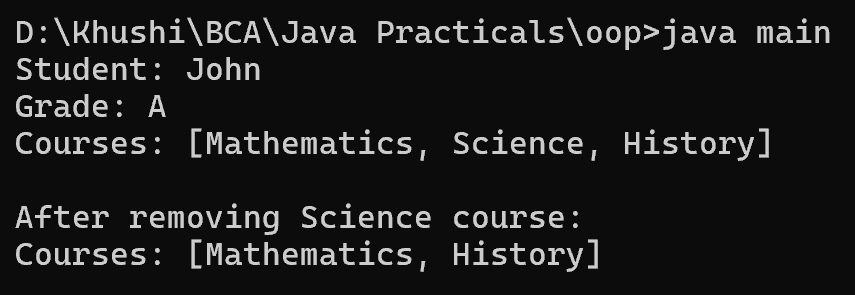 D:\Khushi\BCA\Java Practicals\oop>java main
Student: John
Grade: A
Courses: [Mathematics, Science, History]
After removing Science course:
Courses: [Mathematics, History]